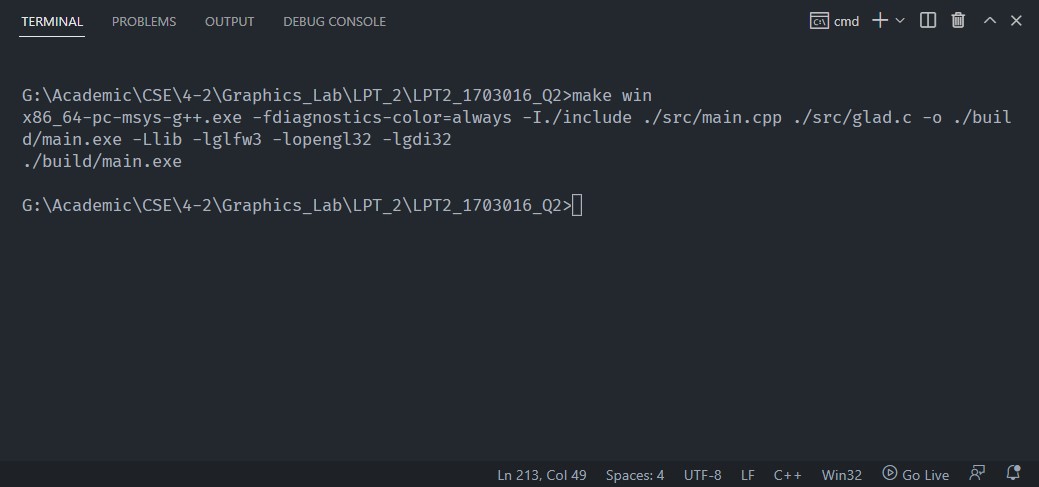 TERMINAL PROBLEMS OUTPUT DEBUG CONSOLE cmd
G:\Academic\CSE\4-2\Graphics_Lab\LPT_2\LPT2_1703016_Q2>make win
x86_64-pc-msys-g++.exe -fdiagnostics-color=always -I./include ./src/main.cpp ./src/glad.c -o ./buil
d/main.exe -Llib -lglfw3 -lopengl32 -lgdi32
./build/main.exe
G:\Academic\CSE\4-2\Graphics_Lab\LPT_2\LPT2_1703016_Q2>
Ln 213, Col 49 Spaces: 4 UTF-8 LF C++ Win32 Go Live